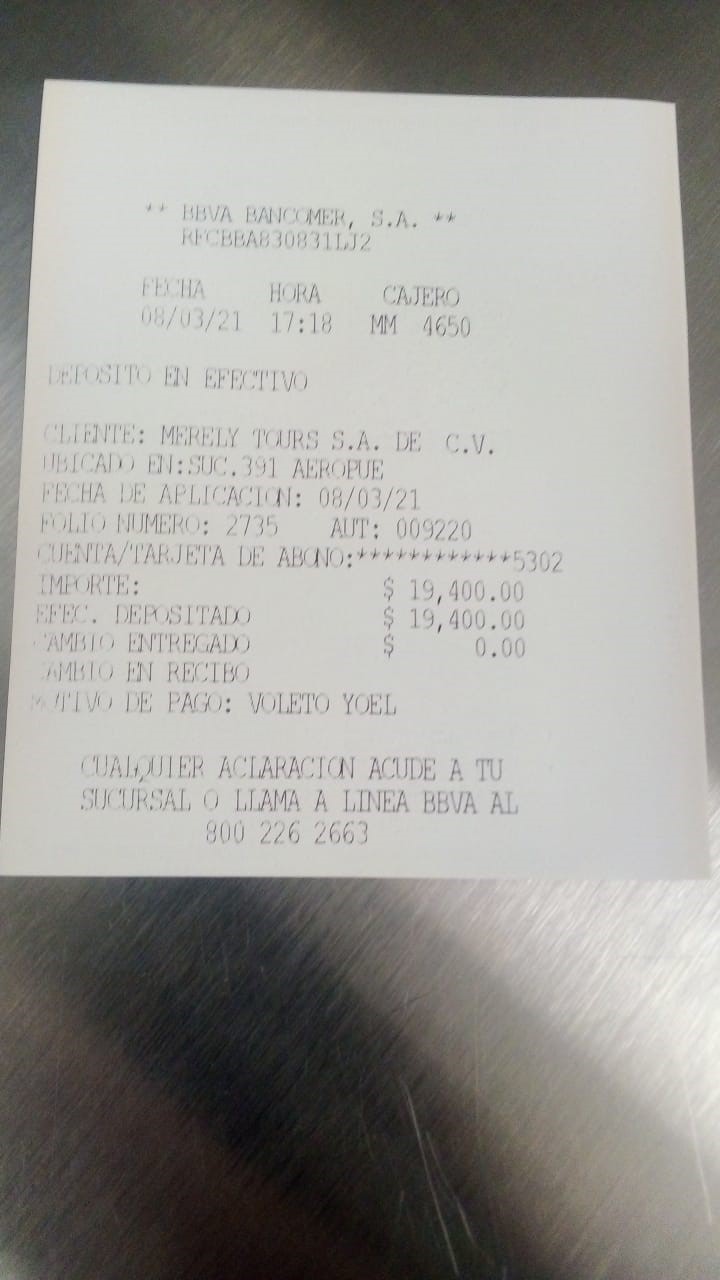 ** BBVA BANCOMER, S.A. **
RFCBBA830831LJ2
FECHA HORA CAJERO
08/03/21 17:18 MM 4650
DEPOSITO EN EFECTIVO
CLIENTE: MERELY TOURS S.A. DE C.V.
UBICADO EN:SUC.391 AEROPUE
FECHA DE APLICACION: 08/03/21
FOLIO NUMERO: 2735 AUT: 009220
CUENTA/TARJETA DE ABONO:************5302
IMPORTE: $ 19,400.00
EFEC. DEPOSITADO $ 19,400.00
CAMBIO ENTREGADO $ 0.00
CAMBIO EN RECIBO
MOTIVO DE PAGO: VOLETO YOEL
CUALQUIER ACLARACION ACUDE A TU
SUCURSAL O LLAMA A LINEA BBVA AL
800 226 2663